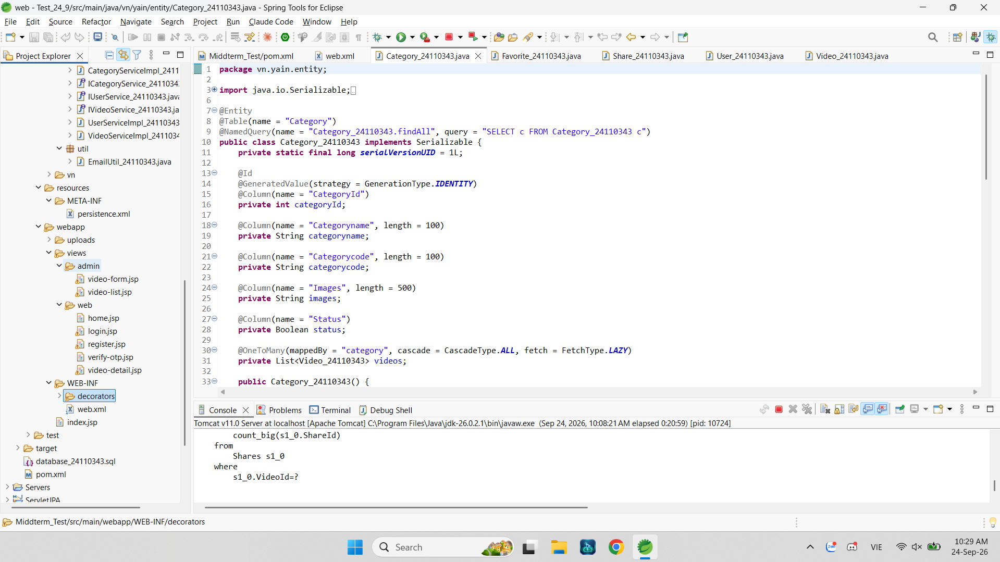 web - Test_24_9/src/main/java/vn/yain/entity/Category_24110343.java - Spring Tools for Eclipse
File Edit Source Refactor Navigate Search Project Run Claude Code Window Help
Project Explorer
CategoryServiceImpl_2411
ICategoryService_24110343.
IUserService_24110343.java
IVideoService_24110343.ja
UserServiceImpl_24110343
VideoServiceImpl_2411034
util
EmailUtil_24110343.java
vn
resources
META-INF
persistence.xml
webapp
uploads
views
admin
video-form.jsp
video-list.jsp
web
home.jsp
login.jsp
register.jsp
verify-otp.jsp
video-detail.jsp
WEB-INF
decorators
web.xml
index.jsp
test
target
database_24110343.sql
pom.xml
Servers
ServletJPA
Middterm_Test/pom.xml web.xml Category_24110343.java Favorite_24110343.java Share_24110343.java User_24110343.java Video_24110343.java
1 package vn.yain.entity;
2
3 import java.io.Serializable;
6
7 @Entity
8 @Table(name = "Category")
9 @NamedQuery(name = "Category_24110343.findAll", query = "SELECT c FROM Category_24110343 c")
10 public class Category_24110343 implements Serializable {
11 private static final long serialVersionUID = 1L;
12
13 @Id
14 @GeneratedValue(strategy = GenerationType.IDENTITY)
15 @Column(name = "CategoryId")
16 private int categoryId;
17
18 @Column(name = "Categoryname", length = 100)
19 private String categoryname;
20
21 @Column(name = "Categorycode", length = 100)
22 private String categorycode;
23
24 @Column(name = "Images", length = 500)
25 private String images;
26
27 @Column(name = "Status")
28 private Boolean status;
29
30 @OneToMany(mappedBy = "category", cascade = CascadeType.ALL, fetch = FetchType.LAZY)
31 private List<Video_24110343> videos;
32
33 public Category_24110343() {
Console Problems Terminal Debug Shell
Tomcat v11.0 Server at localhost [Apache Tomcat] C:\Program Files\Java\jdk-26.0.2.1\bin\javaw.exe (Sep 24, 2026, 10:08:21 AM elapsed 0:20:59) [pid: 10724]
count_big(s1_0.ShareId)
from
Shares s1_0
where
s1_0.VideoId=?
Middterm_Test/src/main/webapp/WEB-INF/decorators
Search
Zalo
VIE
10:29 AM
24-Sep-26